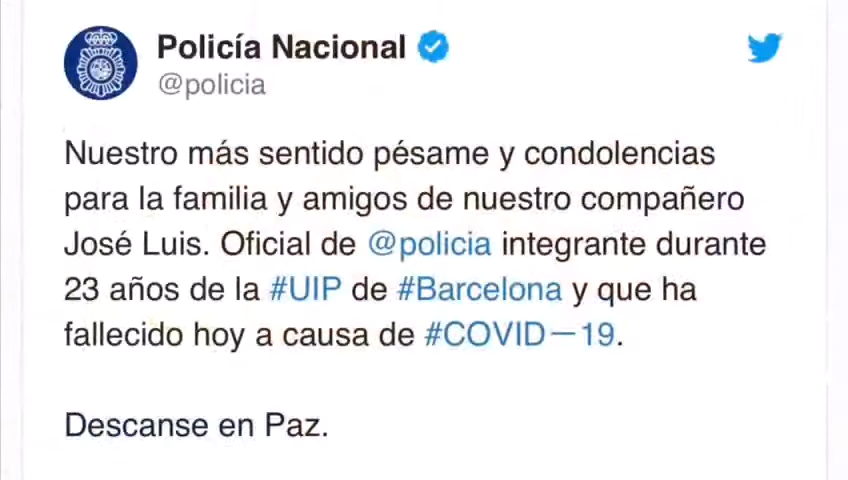 Policía Nacional
@policia
Nuestro más sentido pésame y condolencias
para la familia y amigos de nuestro compañero
José Luis. Oficial de @policia integrante durante
23 años de la #UIP de #Barcelona y que ha
fallecido hoy a causa de #COVID—19.
Descanse en Paz.